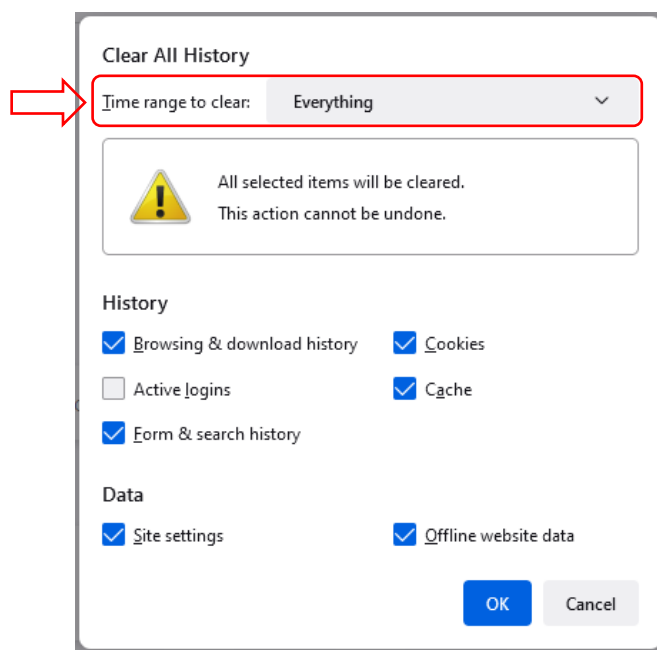 Clear All History
Time range to clear: Everything
All selected items will be cleared.
This action cannot be undone.
History
Browsing & download history Cookies
Active logins Cache
Form & search history
Data
Site settings Offline website data
OK Cancel